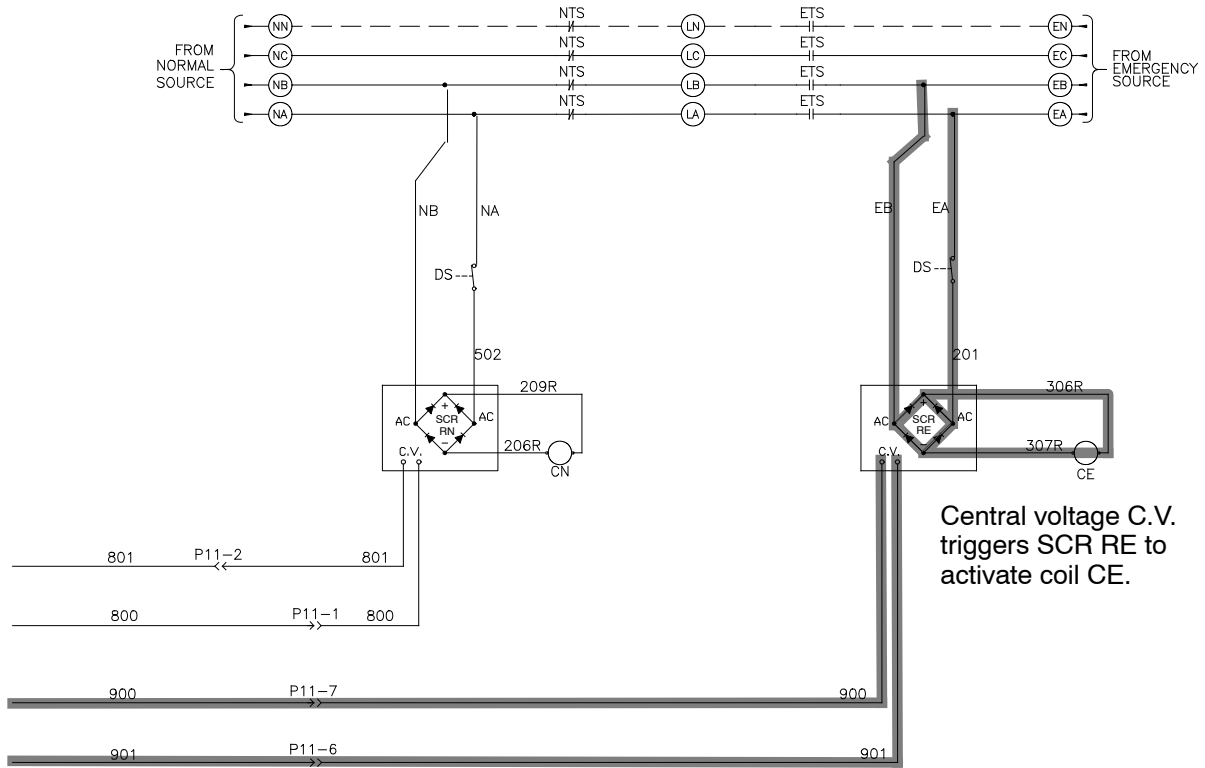 NTS ETS
NN LN EN
NTS ETS
NC LC EC
FROM
NORMAL
SOURCE
FROM
EMERGENCY
SOURCE
NTS ETS
NB LB EB
NTS ETS
NA LA EA
NB NA EB EA
DS DS
502 201
209R 306R
AC + SCR RN − AC
AC + SCR RE − AC
C.V. 206R C.V. 307R
CN CE
Central voltage C.V.
triggers SCR RE to
activate coil CE.
801 P11-2 801
800 P11-1 800
900 P11-7 900
901 P11-6 901